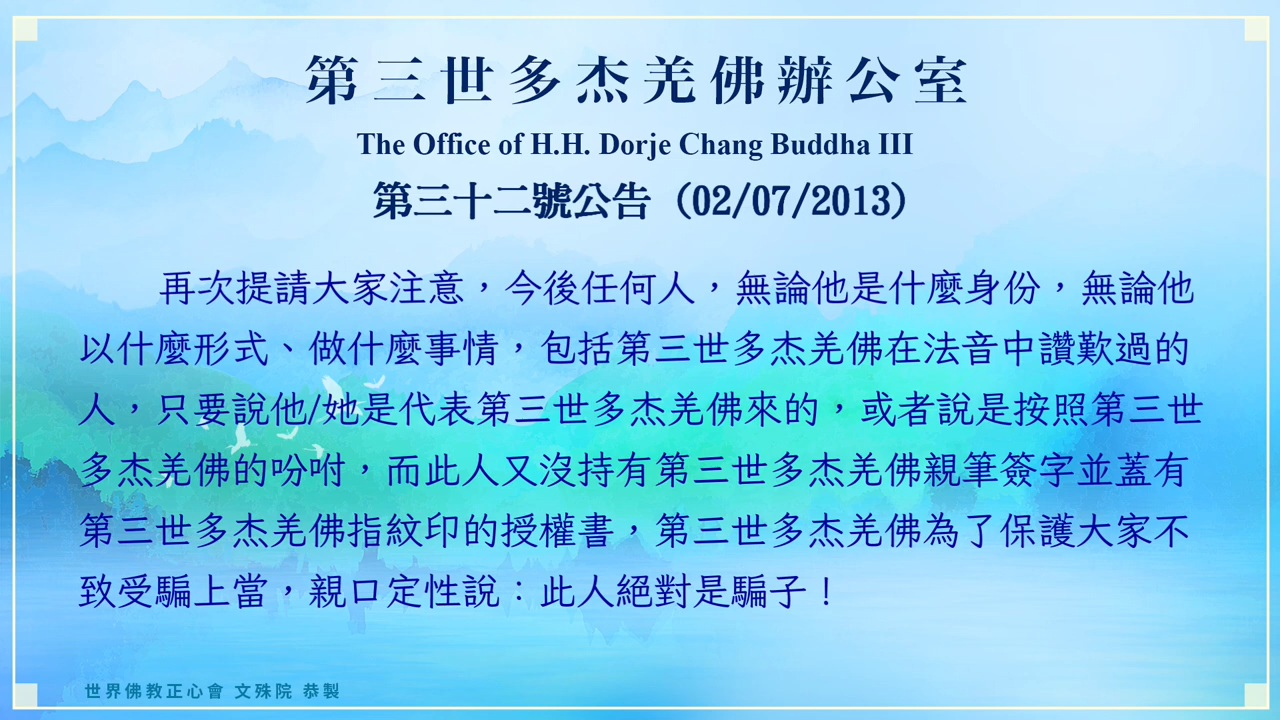 第三世多杰羌佛辦公室
The Office of H.H. Dorje Chang Buddha III
第三十二號公告（02/07/2013）
再次提請大家注意，今後任何人，無論他是什麼身份，無論他
以什麼形式、做什麼事情，包括第三世多杰羌佛在法音中讚歎過的
人，只要說他/她是代表第三世多杰羌佛來的，或者說是按照第三世
多杰羌佛的吩咐，而此人又沒持有第三世多杰羌佛親筆簽字並蓋有
第三世多杰羌佛指紋印的授權書，第三世多杰羌佛為了保護大家不
致受騙上當，親口定性說：此人絕對是騙子！
世界佛教正心會 文殊院 恭製